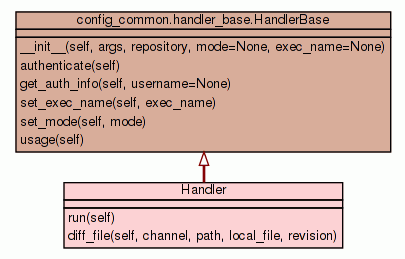 config_common.handler_base.HandlerBase
__init__(self, args, repository, mode=None, exec_name=None)
authenticate(self)
get_auth_info(self, username=None)
set_exec_name(self, exec_name)
set_mode(self, mode)
usage(self)
Handler
run(self)
diff_file(self, channel, path, local_file, revision)